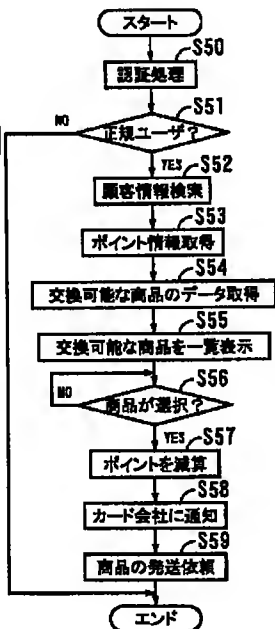 スタート
S50
認証処理
S51
NO
正規ユーザ？
YES
S52
顧客情報検索
S53
ポイント情報取得
S54
交換可能な商品のデータ取得
S55
交換可能な商品を一覧表示
S56
NO
商品が選択？
YES
S57
ポイントを減算
S58
カード会社に通知
S59
商品の発送依頼
エンド